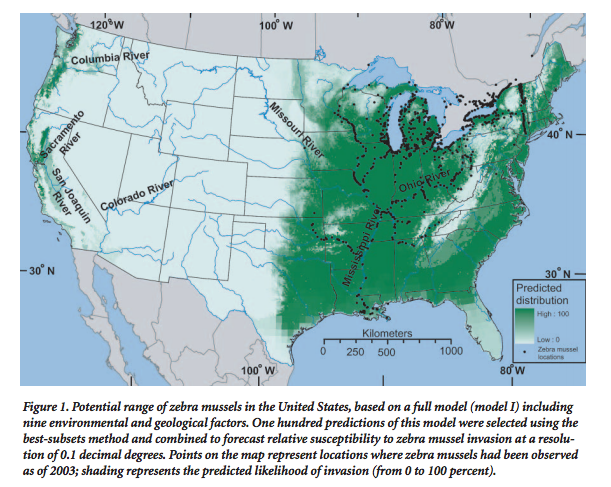 120°W
100°W
80°W
Columbia River
Missouri River
Sacramento
River
40°N
Ohio River
San Joaquin
River
Colorado River
Mississippi River
30°N
30°N
Predicted
distribution
High : 100
Low : 0
Zebra mussel
locations
Kilometers
0 250 500 1000
100°W
80°W
Figure 1. Potential range of zebra mussels in the United States, based on a full model (model I) including
nine environmental and geological factors. One hundred predictions of this model were selected using the
best-subsets method and combined to forecast relative susceptibility to zebra mussel invasion at a resolu-
tion of 0.1 decimal degrees. Points on the map represent locations where zebra mussels had been observed
as of 2003; shading represents the predicted likelihood of invasion (from 0 to 100 percent).